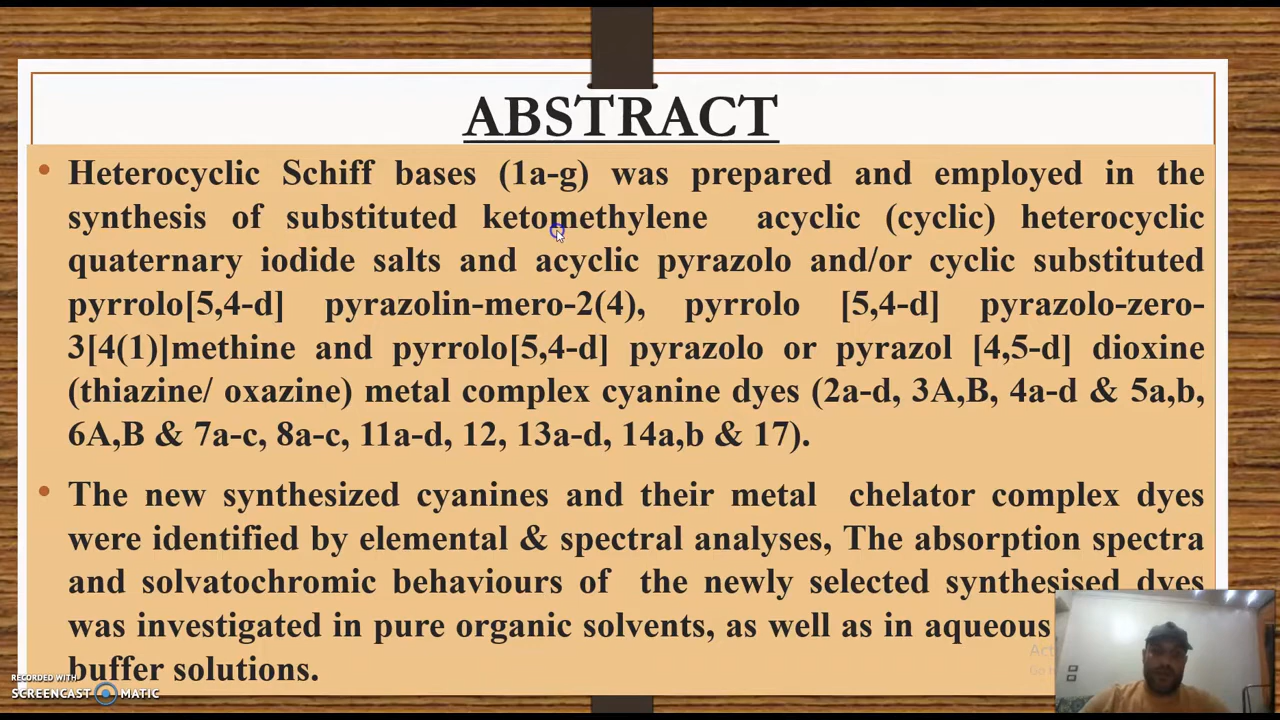 ABSTRACT
• Heterocyclic Schiff bases (1a-g) was prepared and employed in the
synthesis of substituted ketomethylene acyclic (cyclic) heterocyclic
quaternary iodide salts and acyclic pyrazolo and/or cyclic substituted
pyrrolo[5,4-d] pyrazolin-mero-2(4), pyrrolo [5,4-d] pyrazolo-zero-
3[4(1)]methine and pyrrolo[5,4-d] pyrazolo or pyrazol [4,5-d] dioxine
(thiazine/ oxazine) metal complex cyanine dyes (2a-d, 3A,B, 4a-d & 5a,b,
6A,B & 7a-c, 8a-c, 11a-d, 12, 13a-d, 14a,b & 17).
• The new synthesized cyanines and their metal chelator complex dyes
were identified by elemental & spectral analyses, The absorption spectra
and solvatochromic behaviours of the newly selected synthesised dyes
was investigated in pure organic solvents, as well as in aqueous
buffer solutions.
RECORDED WITH
SCREENCAST MATIC